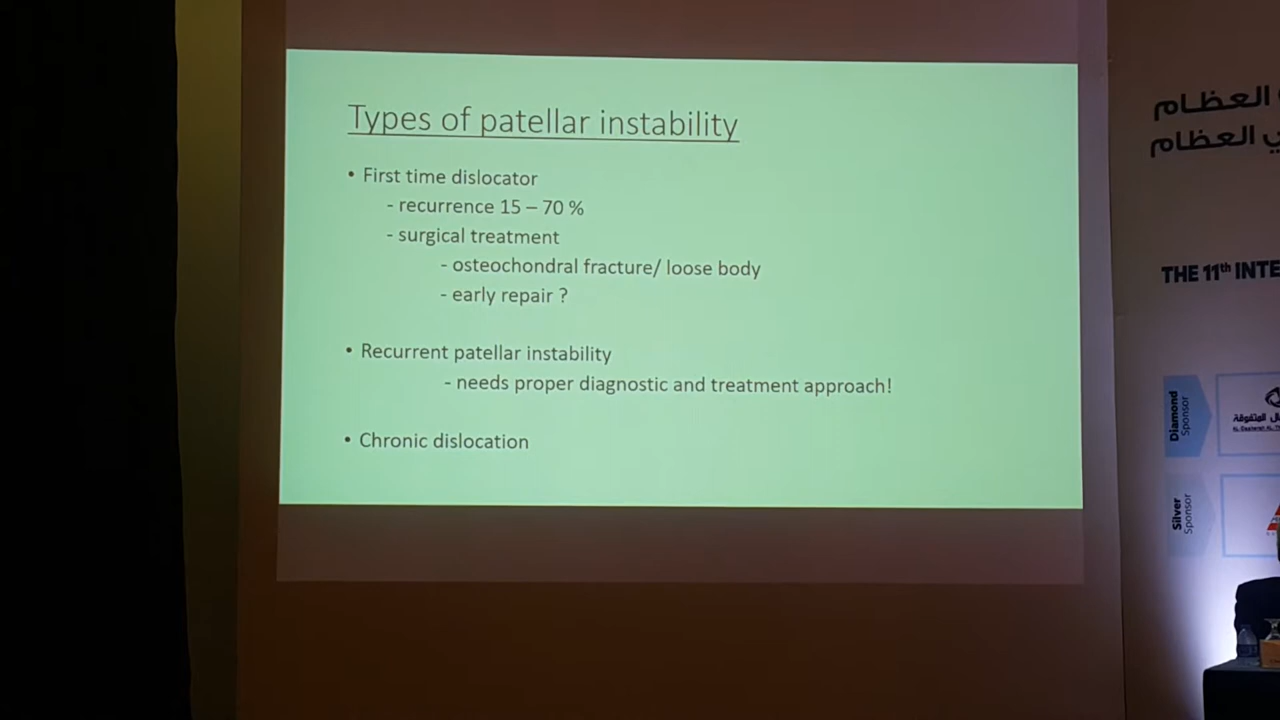 Types of patellar instability
• First time dislocator
- recurrence 15 – 70 %
- surgical treatment
- osteochondral fracture/ loose body
- early repair ?
• Recurrent patellar instability
- needs proper diagnostic and treatment approach!
• Chronic dislocation
العظام
ي العظام
THE 11th INTE
Diamond
Sponsor
المتفوقة
Silver
Sponsor